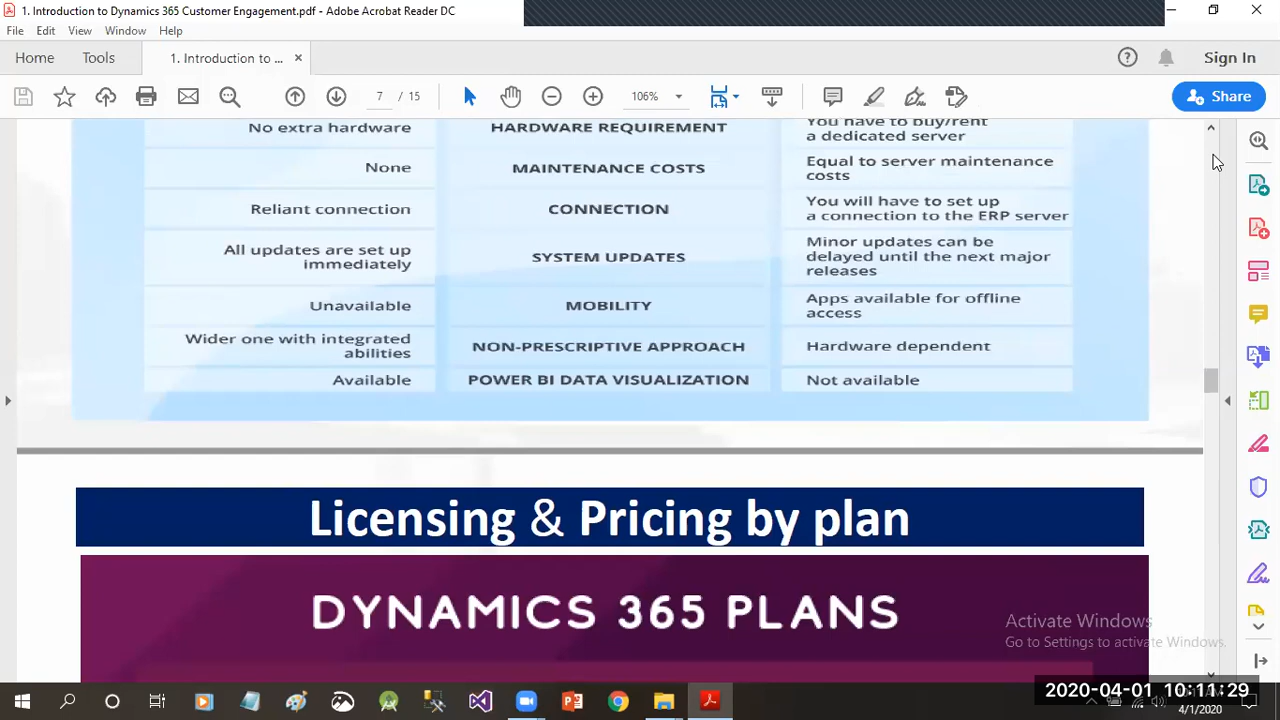 1. Introduction to Dynamics 365 Customer Engagement.pdf - Adobe Acrobat Reader DC
File Edit View Window Help
Home Tools 1. Introduction to ... × Sign In
7 / 15 106% Share
No extra hardware HARDWARE REQUIREMENT You have to buy/rent
a dedicated server
None MAINTENANCE COSTS Equal to server maintenance
costs
Reliant connection CONNECTION You will have to set up
a connection to the ERP server
All updates are set up
immediately SYSTEM UPDATES Minor updates can be
delayed until the next major
releases
Unavailable MOBILITY Apps available for offline
access
Wider one with integrated
abilities NON-PRESCRIPTIVE APPROACH Hardware dependent
Available POWER BI DATA VISUALIZATION Not available
Licensing & Pricing by plan
DYNAMICS 365 PLANS
Activate Windows
Go to Settings to activate Windows.
2020-04-01 10:11:29
4/1/2020